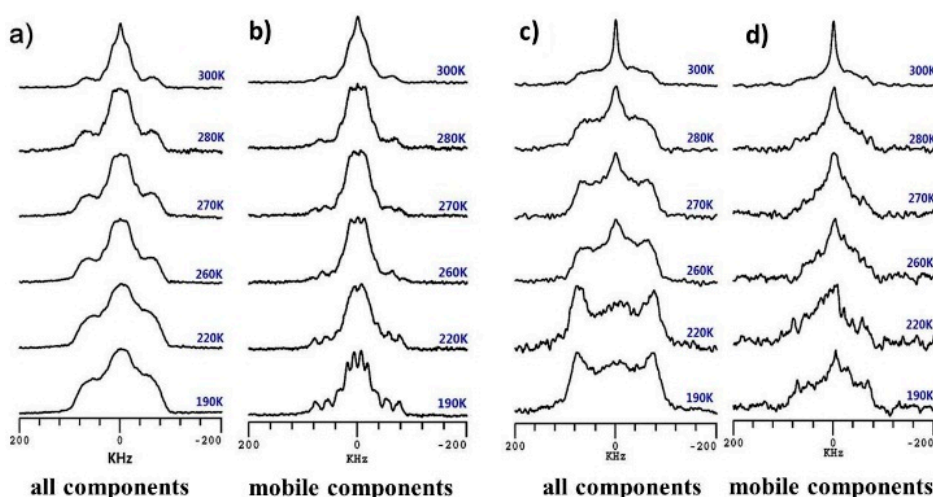 a)
300K
280K
270K
260K
220K
190K
200 0 -200
KHz
all components
b)
300K
280K
270K
260K
220K
190K
200 0 -200
KHz
mobile components
c)
300K
280K
270K
260K
220K
190K
200 0 -200
KHz
all components
d)
300K
280K
270K
260K
220K
190K
200 0 -200
KHz
mobile components